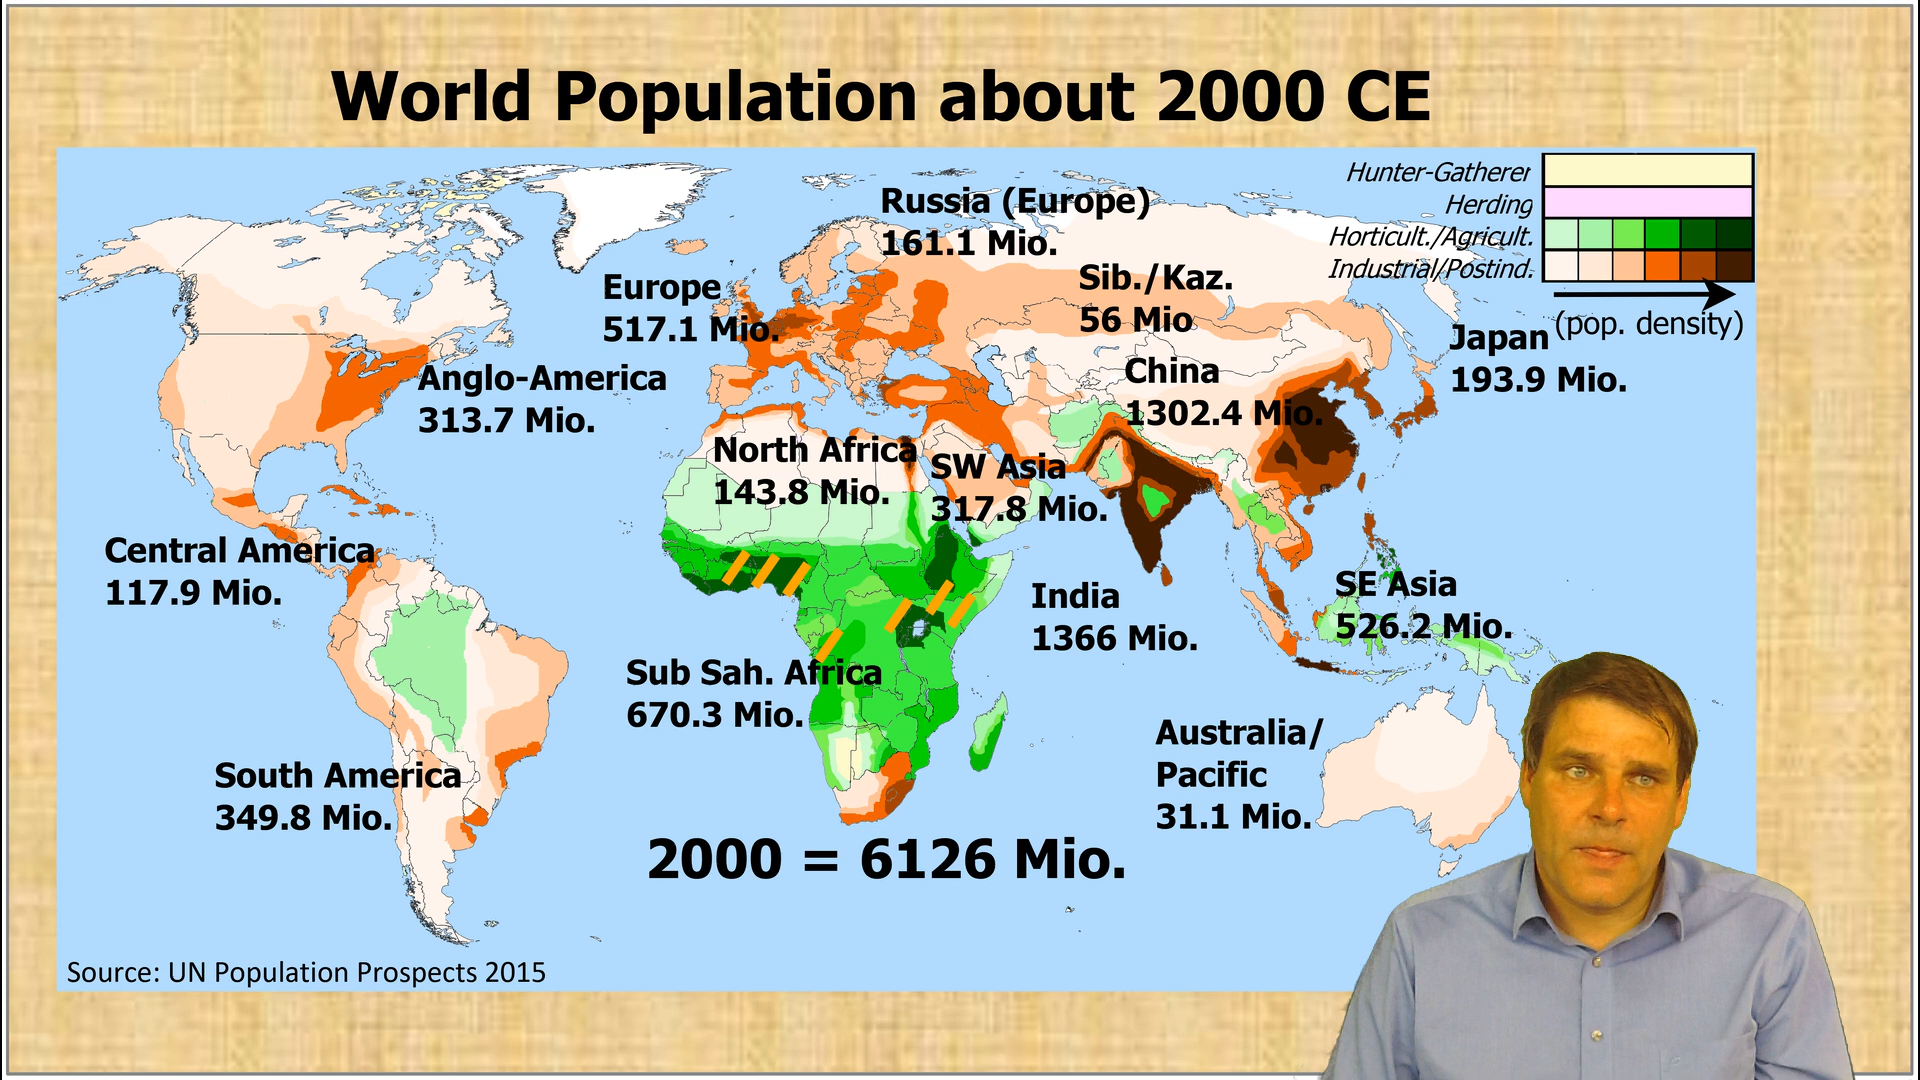 World Population about 2000 CE
Hunter-Gatherer
Herding
Horticult./Agricult.
Industrial/Postind.
(pop. density)
Russia (Europe)
161.1 Mio.
Europe
517.1 Mio.
Sib./Kaz.
56 Mio
Japan
193.9 Mio.
Anglo-America
313.7 Mio.
China
1302.4 Mio.
North Africa
143.8 Mio.
SW Asia
317.8 Mio.
Central America
117.9 Mio.
India
1366 Mio.
SE Asia
526.2 Mio.
Sub Sah. Africa
670.3 Mio.
Australia/
Pacific
31.1 Mio.
South America
349.8 Mio.
2000 = 6126 Mio.
Source: UN Population Prospects 2015